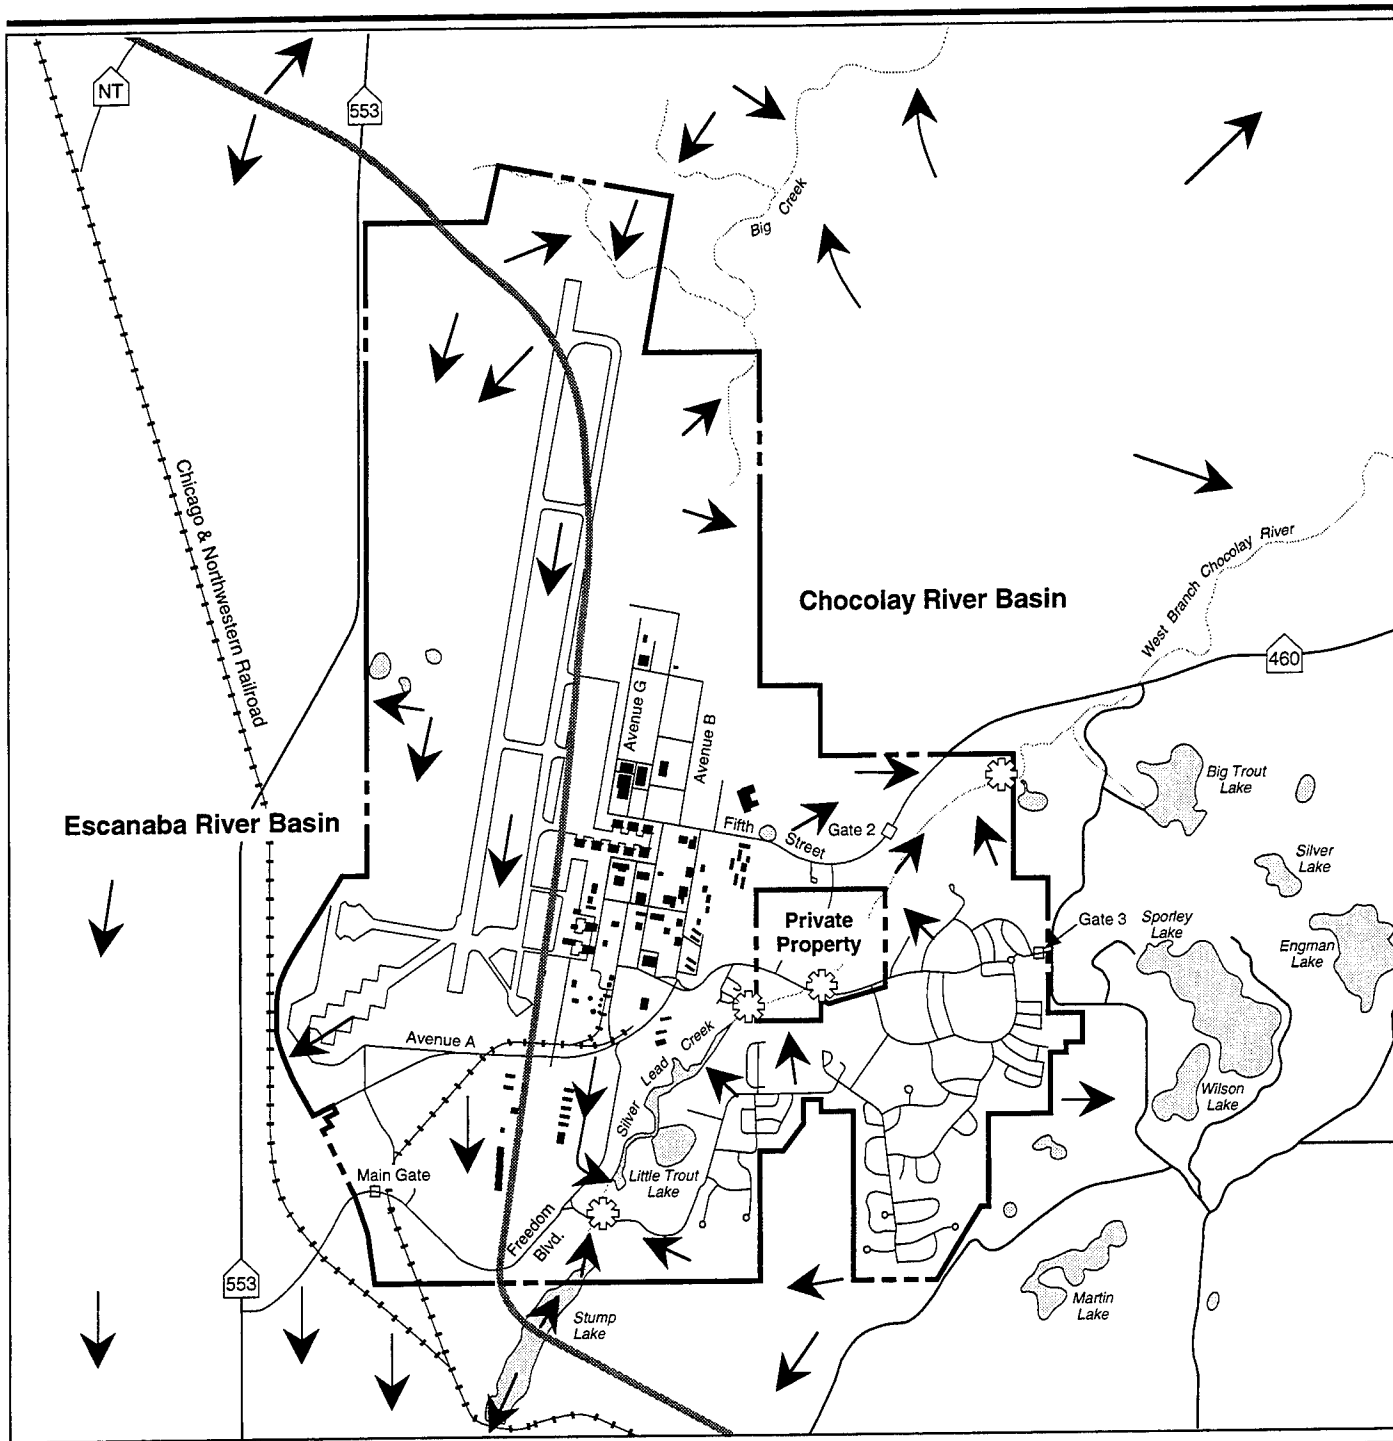 NT
553
Big
Creek
Chicago & Northwestern Railroad
West Branch Chocolay River
Chocolay River Basin
460
Avenue G
Avenue B
Big Trout
Lake
Escanaba River Basin
Fifth
Street
Gate 2
Silver
Lake
Private
Property
Gate 3
Sporley
Lake
Engman
Lake
Avenue A
Silver Lead Creek
Wilson
Lake
Main Gate
Little Trout
Lake
Freedom
Blvd.
553
Stump
Lake
Martin
Lake